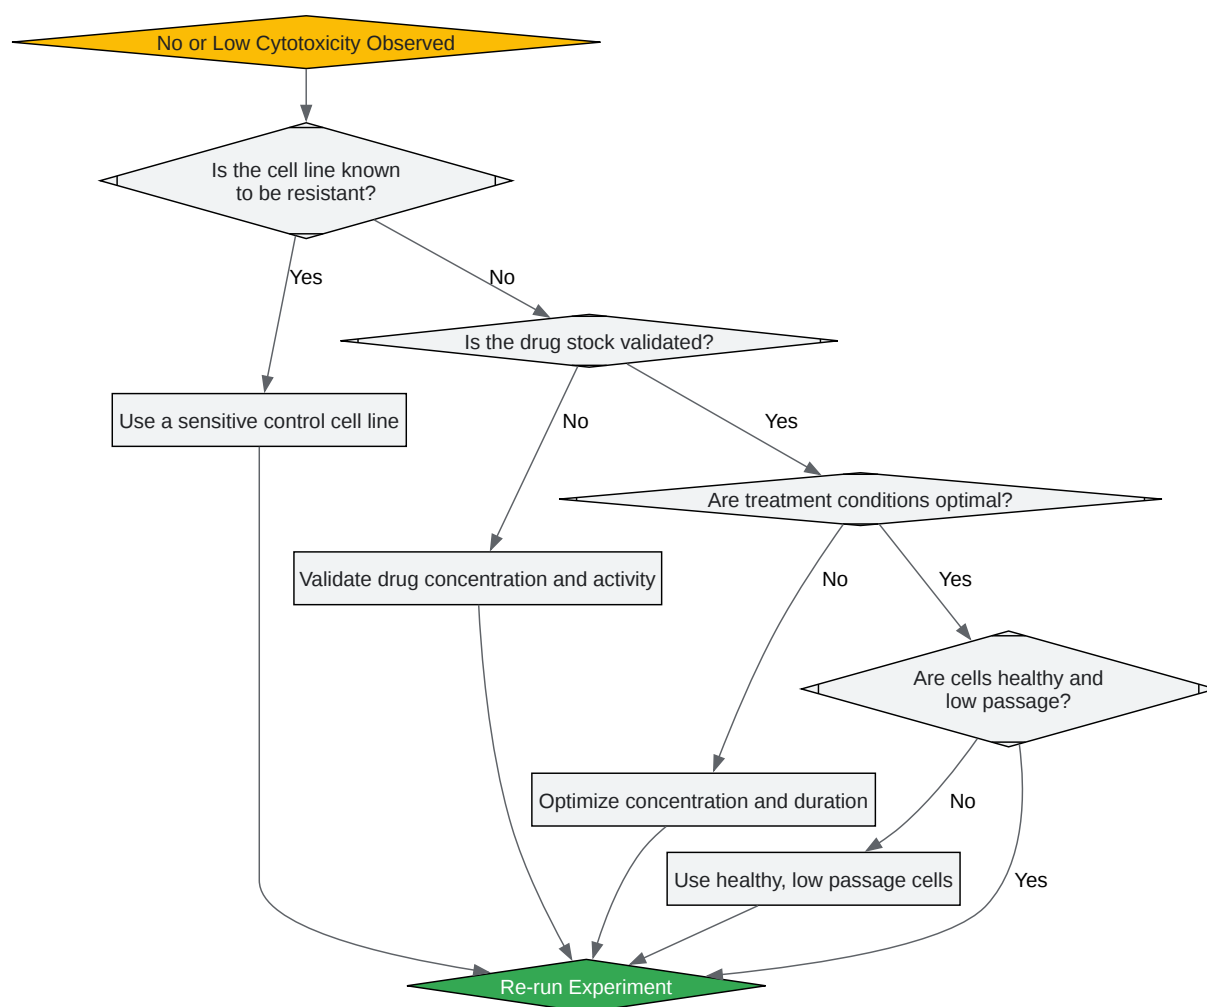 No or Low Cytotoxicity Observed
Is the cell line known
to be resistant?
Yes
No
Is the drug stock validated?
Use a sensitive control cell line
No
Yes
Are treatment conditions optimal?
Validate drug concentration and activity
No
Yes
Are cells healthy and
low passage?
Optimize concentration and duration
No
Use healthy, low passage cells
Yes
Re-run Experiment